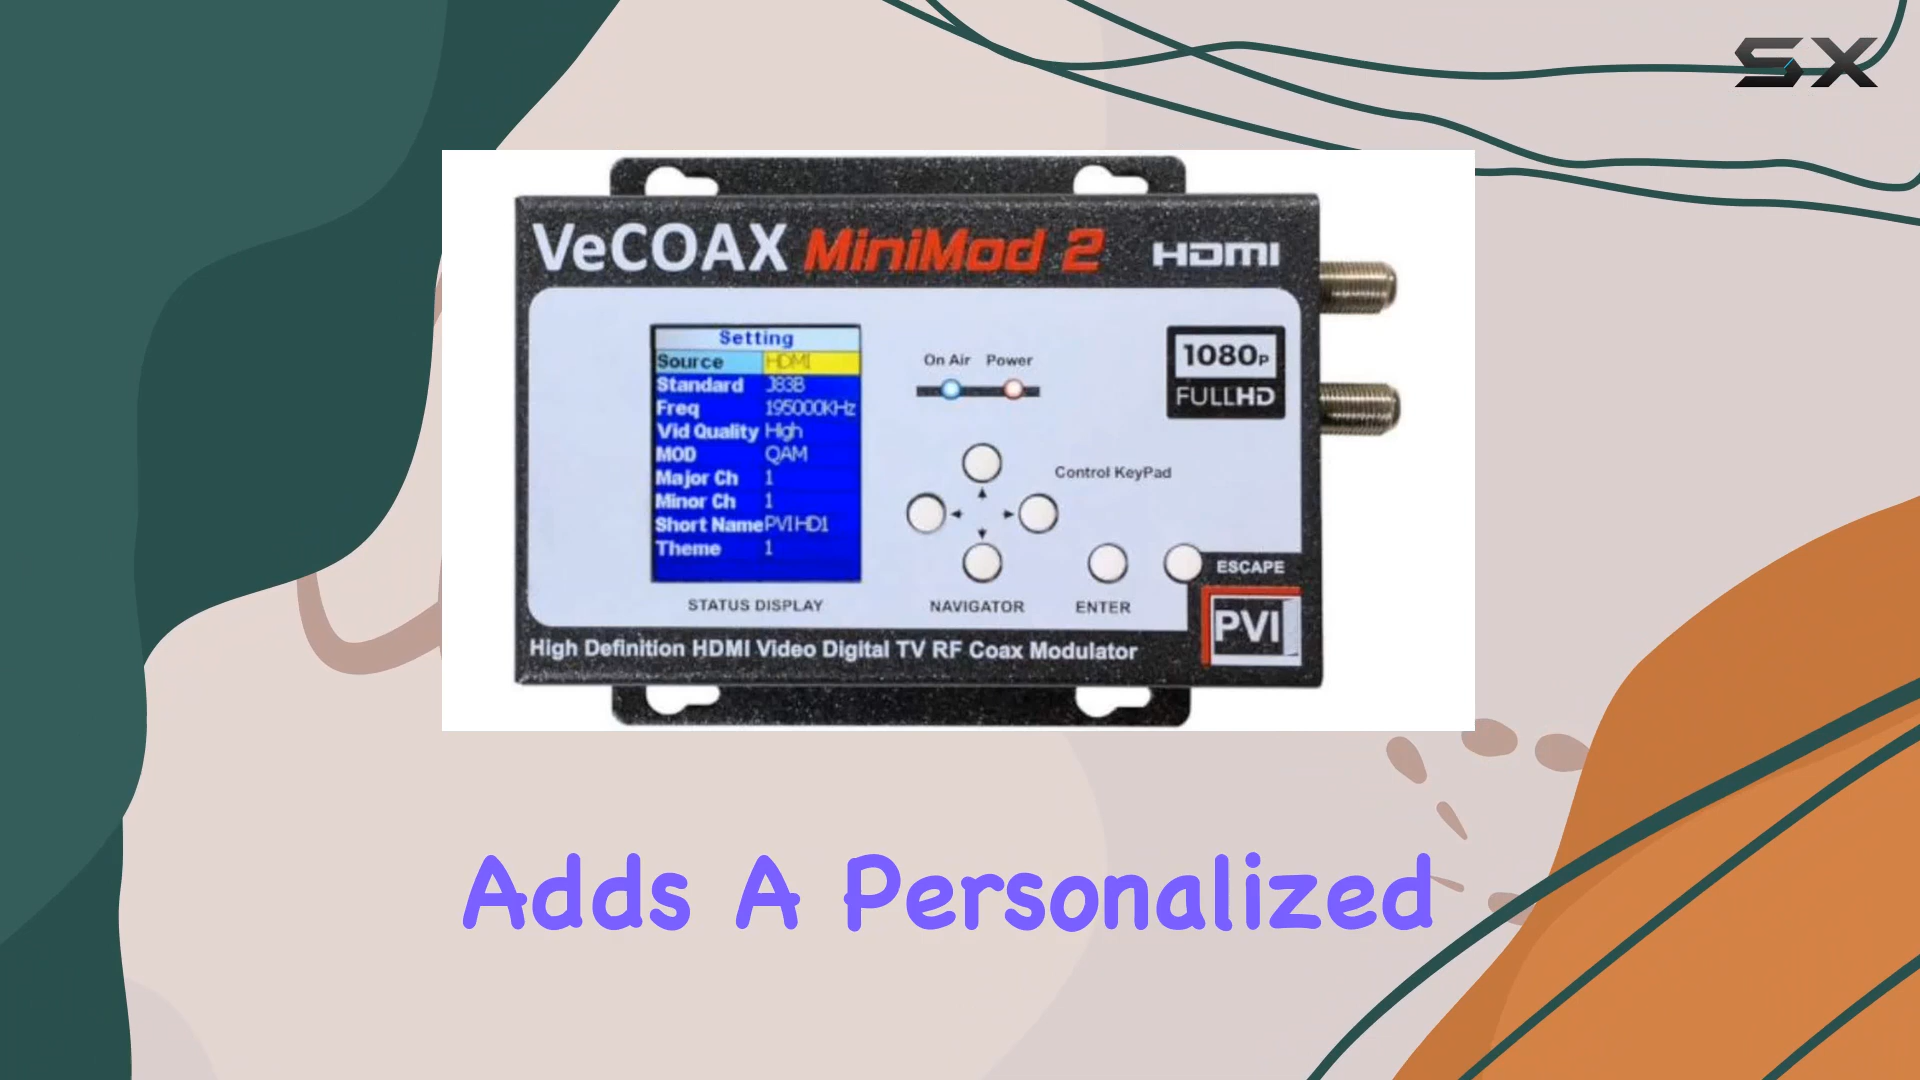 SX
VeCOAX MiniMod 2 HDMI
Setting
Source HDMI
Standard J83B
Freq 195000KHz
Vid Quality High
MOD QAM
Major Ch 1
Minor Ch 1
Short Name PVI HD1
Theme 1
STATUS DISPLAY
On Air Power
1080p
FULLHD
Control KeyPad
NAVIGATOR ENTER
ESCAPE
PVI
High Definition HDMI Video Digital TV RF Coax Modulator
Adds A Personalized